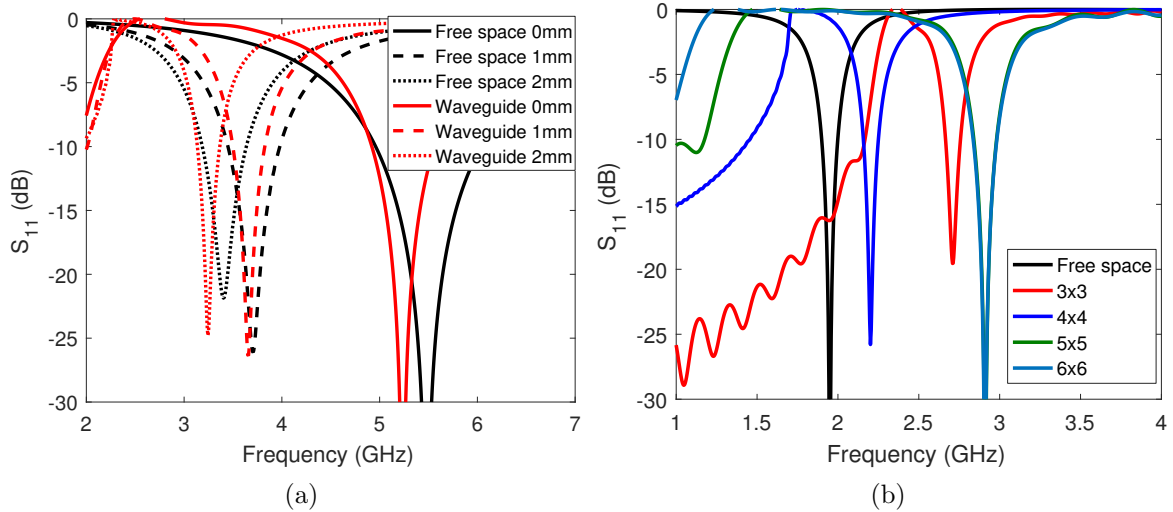 0
-5
-10
-15
-20
-25
-30
S11 (dB)
2 3 4 5 6 7
Frequency (GHz)
Free space 0mm
Free space 1mm
Free space 2mm
Waveguide 0mm
Waveguide 1mm
Waveguide 2mm
(a)
0
-5
-10
-15
-20
-25
-30
S11 (dB)
1 1.5 2 2.5 3 3.5 4
Frequency (GHz)
Free space
3x3
4x4
5x5
6x6
(b)